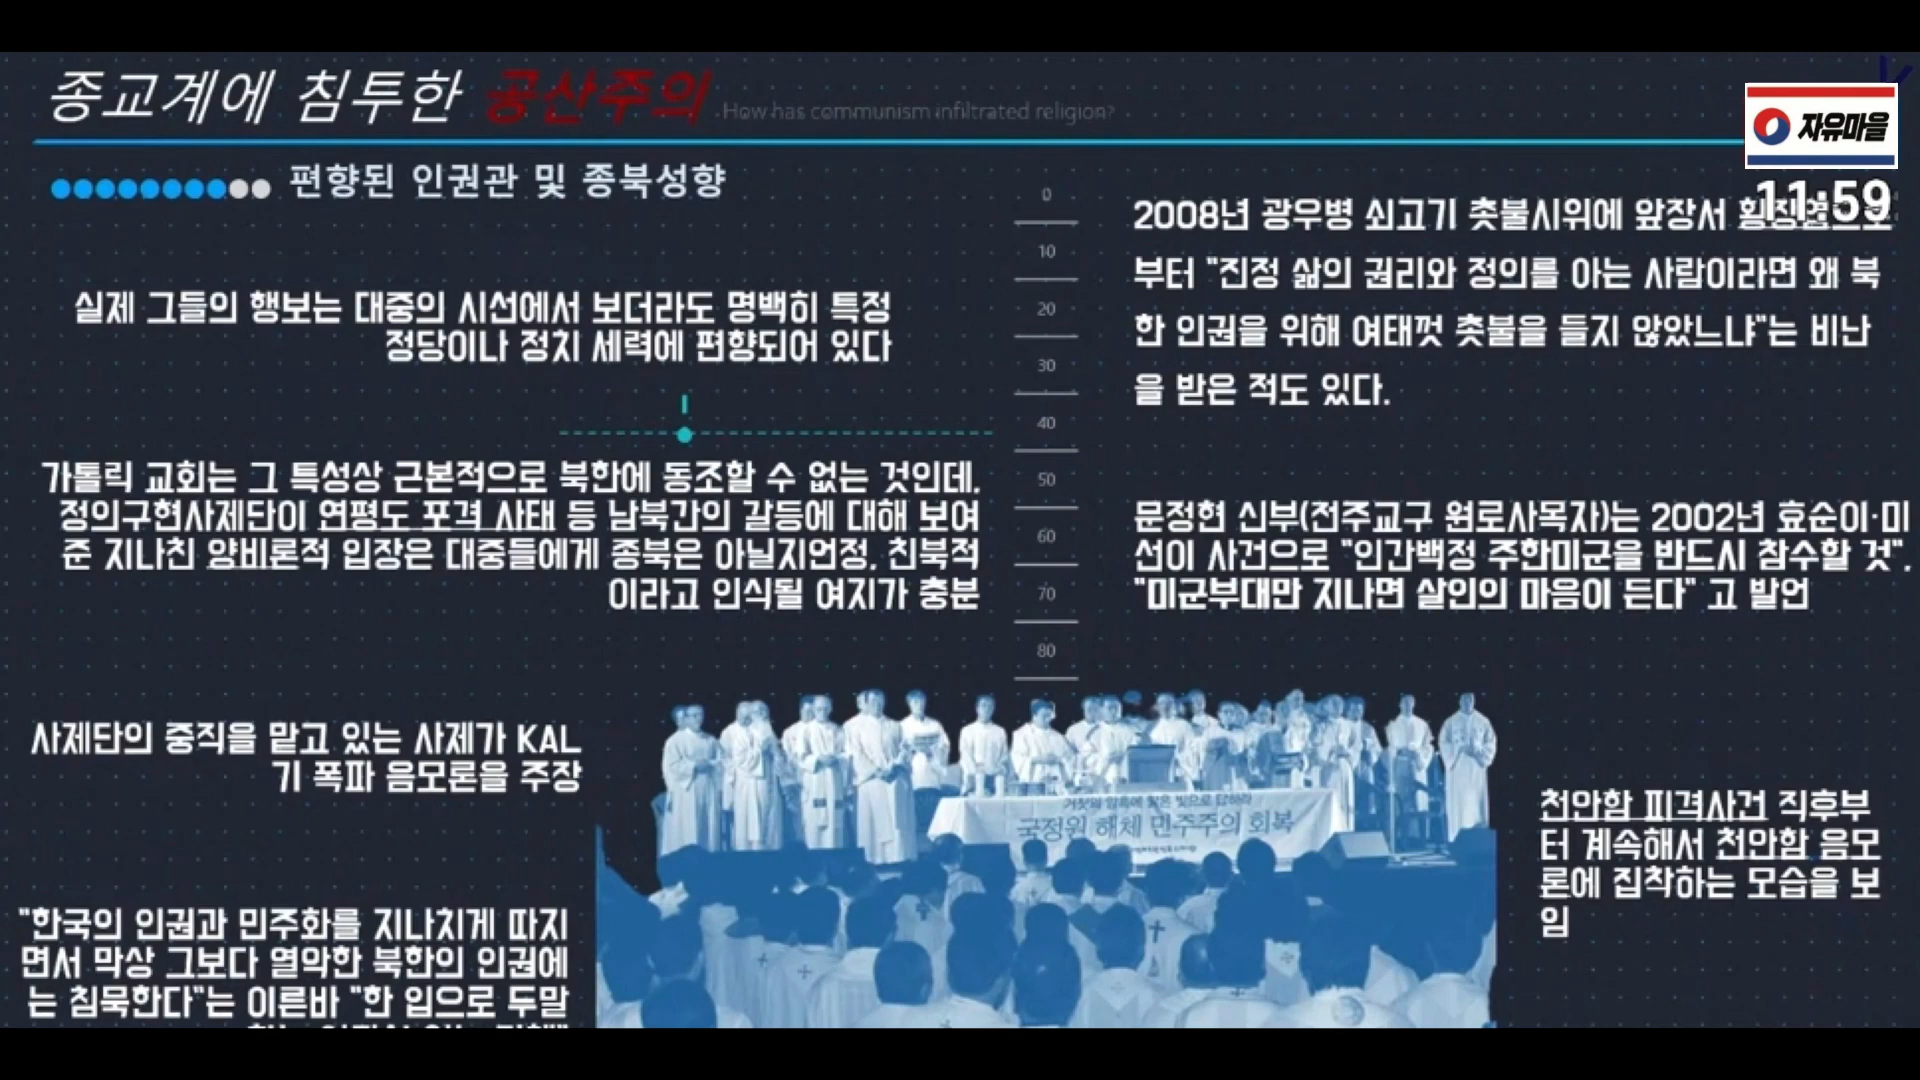 종교계에 침투한 공산주의 How has communism infiltrated religion?
자유마을
11:59
편향된 인권관 및 종북성향
실제 그들의 행보는 대중의 시선에서 보더라도 명백히 특정
정당이나 정치 세력에 편향되어 있다
가톨릭 교회는 그 특성상 근본적으로 북한에 동조할 수 없는 것인데,
정의구현사제단이 연평도 포격 사태 등 남북간의 갈등에 대해 보여
준 지나친 양비론적 입장은 대중들에게 종북은 아닐지언정, 친북적
이라고 인식될 여지가 충분
사제단의 중직을 맡고 있는 사제가 KAL
기 폭파 음모론을 주장
"한국의 인권과 민주화를 지나치게 따지
면서 막상 그보다 열악한 북한의 인권에
는 침묵한다"는 이른바 "한 입으로 두말
0
10
20
30
40
50
60
70
80
2008년 광우병 쇠고기 촛불시위에 앞장서
부터 "진정 삶의 권리와 정의를 아는 사람이라면 왜 북
한 인권을 위해 여태껏 촛불을 들지 않았느냐"는 비난
을 받은 적도 있다.
문정현 신부(전주교구 원로사목자)는 2002년 효순이·미
선이 사건으로 "인간백정 주한미군을 반드시 참수할 것",
"미군부대만 지나면 살인의 마음이 든다" 고 발언
천안함 피격사건 직후부
터 계속해서 천안함 음모
론에 집착하는 모습을 보
임
국정원 해체 민주주의 회복